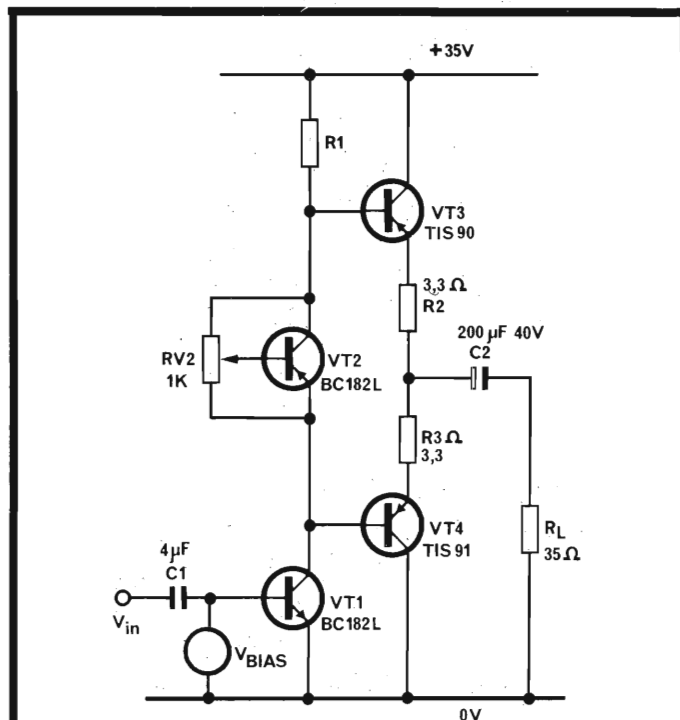 +35V
R1
VT3
TIS 90
3,3 Ω
R2
200 μF 40V
C2
RV2
1K
VT2
BC182L
R3 Ω
3,3
VT4
TIS 91
RL
35 Ω
4μF
C1
Vin
VT1
BC182L
VBIAS
0V